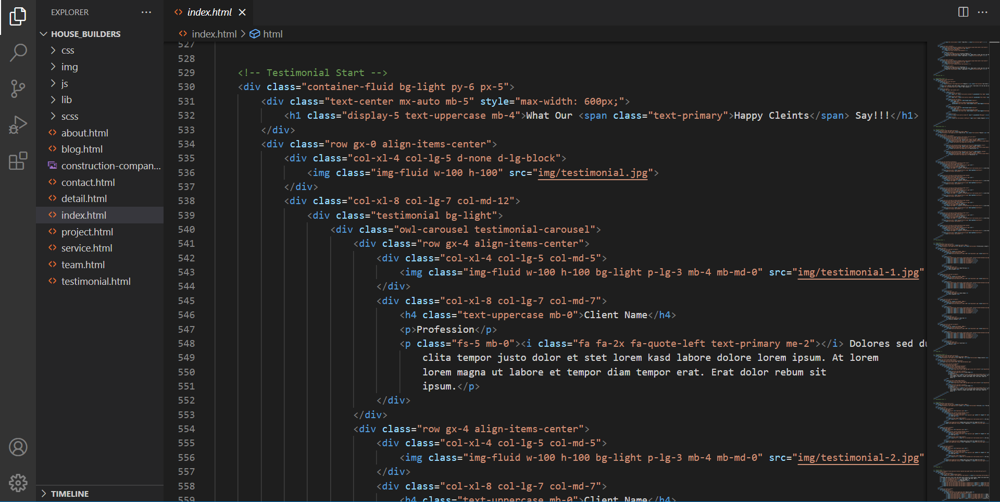 EXPLORER
HOUSE_BUILDERS
css
img
js
lib
scss
about.html
blog.html
construction-compan...
contact.html
detail.html
index.html
project.html
service.html
team.html
testimonial.html
TIMELINE
index.html
index.html > html
527
528
529 <!-- Testimonial Start -->
530 <div class="container-fluid bg-light py-6 px-5">
531 <div class="text-center mx-auto mb-5" style="max-width: 600px;">
532 <h1 class="display-5 text-uppercase mb-4">What Our <span class="text-primary">Happy Cleints</span> Say!!!</h1>
533 </div>
534 <div class="row gx-0 align-items-center">
535 <div class="col-xl-4 col-lg-5 d-none d-lg-block">
536 <img class="img-fluid w-100 h-100" src="img/testimonial.jpg">
537 </div>
538 <div class="col-xl-8 col-lg-7 col-md-12">
539 <div class="testimonial bg-light">
540 <div class="owl-carousel testimonial-carousel">
541 <div class="row gx-4 align-items-center">
542 <div class="col-xl-4 col-lg-5 col-md-5">
543 <img class="img-fluid w-100 h-100 bg-light p-lg-3 mb-4 mb-md-0" src="img/testimonial-1.jpg"
544 </div>
545 <div class="col-xl-8 col-lg-7 col-md-7">
546 <h4 class="text-uppercase mb-0">Client Name</h4>
547 <p>Profession</p>
548 <p class="fs-5 mb-0"><i class="fa fa-2x fa-quote-left text-primary me-2"></i> Dolores sed
549 clita tempor justo dolor et stet lorem kasd labore dolore lorem ipsum. At lorem
550 lorem magna ut labore et tempor diam tempor erat. Erat dolor rebum sit
551 ipsum.</p>
552 </div>
553 </div>
554 <div class="row gx-4 align-items-center">
555 <div class="col-xl-4 col-lg-5 col-md-5">
556 <img class="img-fluid w-100 h-100 bg-light p-lg-3 mb-4 mb-md-0" src="img/testimonial-2.jpg"
557 </div>
558 <div class="col-xl-8 col-lg-7 col-md-7">
559 <h4 class="text-uppercase mb-0">Client Name</h4>